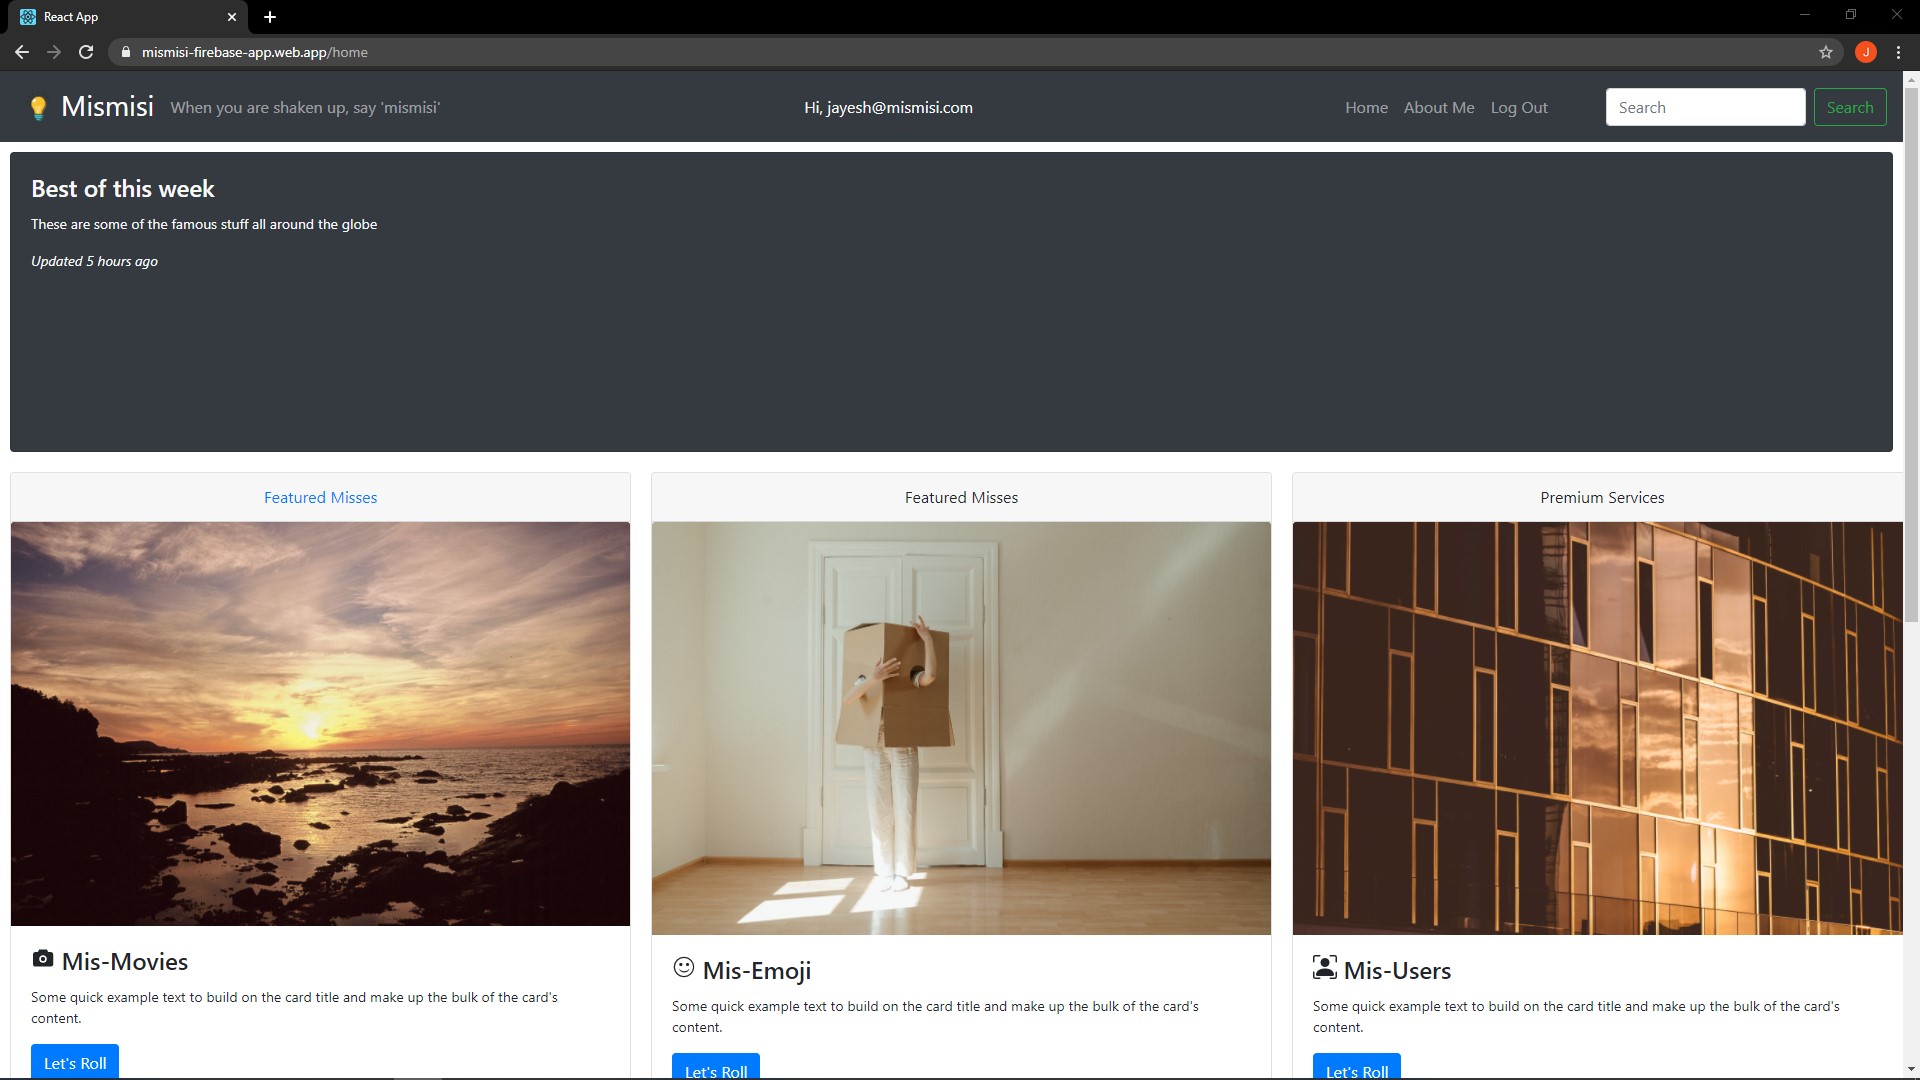 React App
J
mismisi-firebase-app.web.app/home
Mismisi When you are shaken up, say 'mismisi' Hi, jayesh@mismisi.com Home About Me Log Out Search Search
Best of this week
These are some of the famous stuff all around the globe
Updated 5 hours ago
Featured Misses
Mis-Movies
Some quick example text to build on the card title and make up the bulk of the card's
content.
Let's Roll
Featured Misses
Mis-Emoji
Some quick example text to build on the card title and make up the bulk of the card's
content.
Let's Roll
Premium Services
Mis-Users
Some quick example text to build on the card title and make up the bulk of the card's
content.
Let's Roll